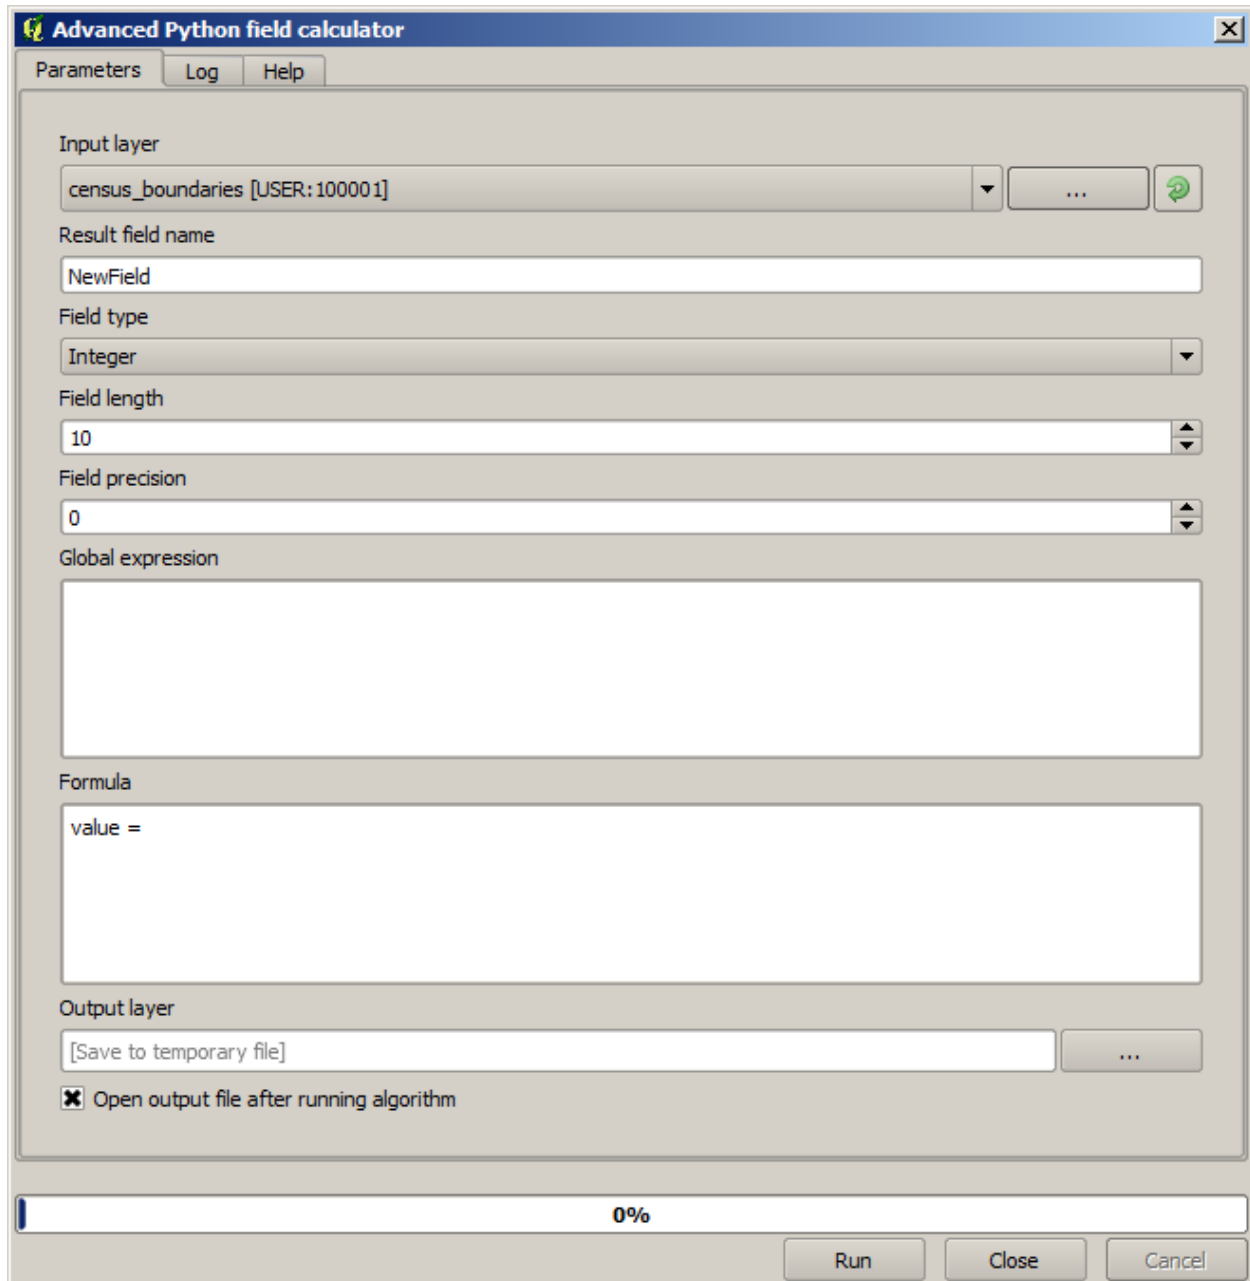 Advanced Python field calculator
Parameters Log Help
Input layer
census_boundaries [USER:100001] ...
Result field name
NewField
Field type
Integer
Field length
10
Field precision
0
Global expression
Formula
value =
Output layer
[Save to temporary file] ...
Open output file after running algorithm
0%
Run Close Cancel